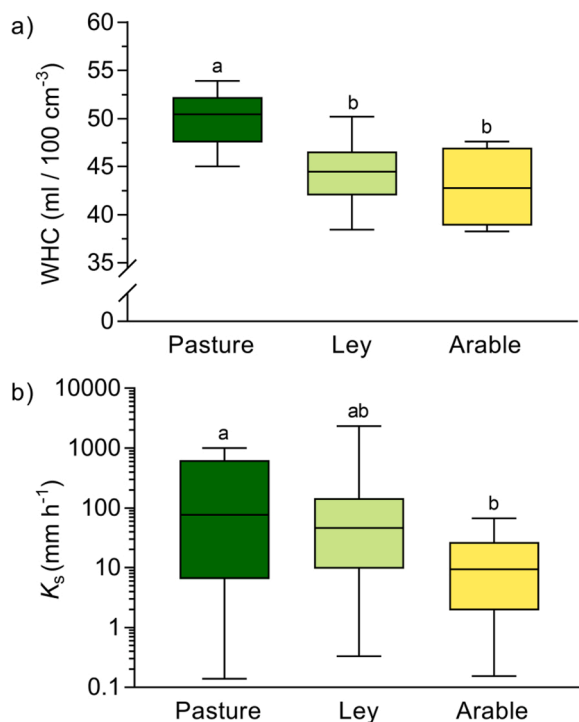 a)
WHC (ml / 100 cm⁻³)
60
55
50
45
40
35
0
a
b
b
Pasture
Ley
Arable
b)
Kₛ (mm h⁻¹)
10000
1000
100
10
1
0.1
a
ab
b
Pasture
Ley
Arable